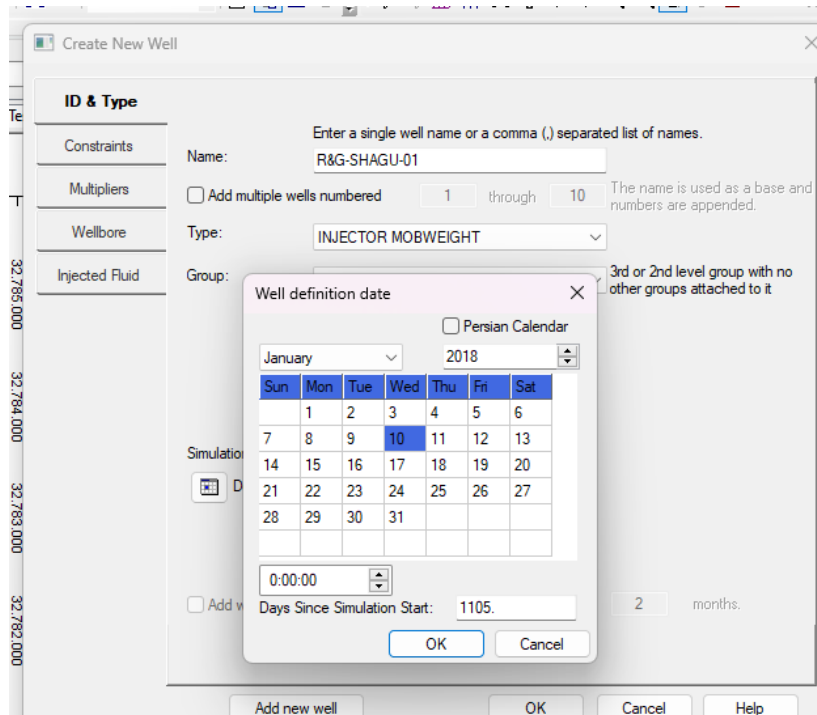 Create New Well
ID & Type
Constraints
Multipliers
Wellbore
Injected Fluid
Enter a single well name or a comma (,) separated list of names.
Name:
R&G-SHAGU-01
Add multiple wells numbered 1 through 10
The name is used as a base and
numbers are appended.
Type:
INJECTOR MOBWEIGHT
Group:
3rd or 2nd level group with no
other groups attached to it
Well definition date
Persian Calendar
January 2018
Sun Mon Tue Wed Thu Fri Sat
1 2 3 4 5 6
7 8 9 10 11 12 13
14 15 16 17 18 19 20
21 22 23 24 25 26 27
28 29 30 31
0:00:00
Days Since Simulation Start: 1105.
OK Cancel
Simulatio
D
Add w
2 months.
Add new well OK Cancel Help
Te
32.785.000
32.784.000
32.783.000
32.782.000